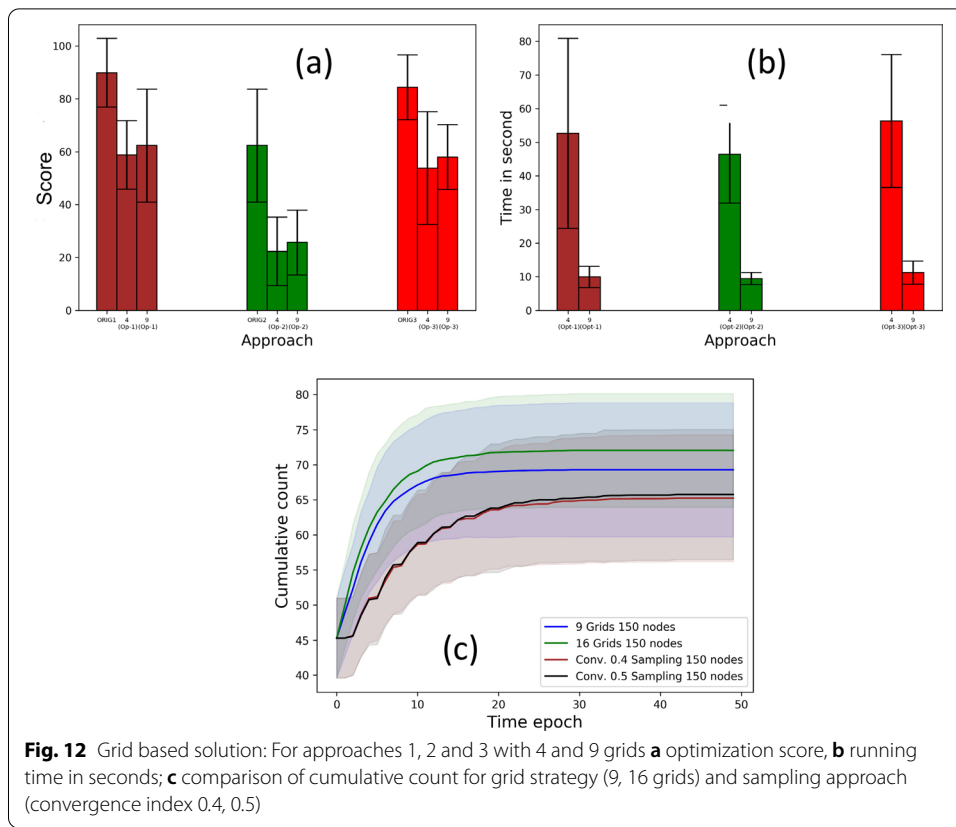 (a)
100
80
60
40
20
0
Score
ORIG1 4 9 ORIG2 4 9 ORIG3 4 9
(Op-1)(Op-1) (Op-2)(Op-2) (Op-3)(Op-3)
Approach
(b)
80
70
60
50
40
30
20
10
0
Time in second
4 9 4 9 4 9
(Opt-1)(Opt-1) (Opt-2)(Opt-2) (Opt-3)(Opt-3)
Approach
80
75
70
65
60
55
50
45
40
Cumulative count
(c)
9 Grids 150 nodes
16 Grids 150 nodes
Conv. 0.4 Sampling 150 nodes
Conv. 0.5 Sampling 150 nodes
0 10 20 30 40 50
Time epoch
Fig. 12 Grid based solution: For approaches 1, 2 and 3 with 4 and 9 grids a optimization score, b running
time in seconds; c comparison of cumulative count for grid strategy (9, 16 grids) and sampling approach
(convergence index 0.4, 0.5)